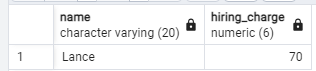 name hiring_charge
character varying (20) numeric (6)
1 Lance 70